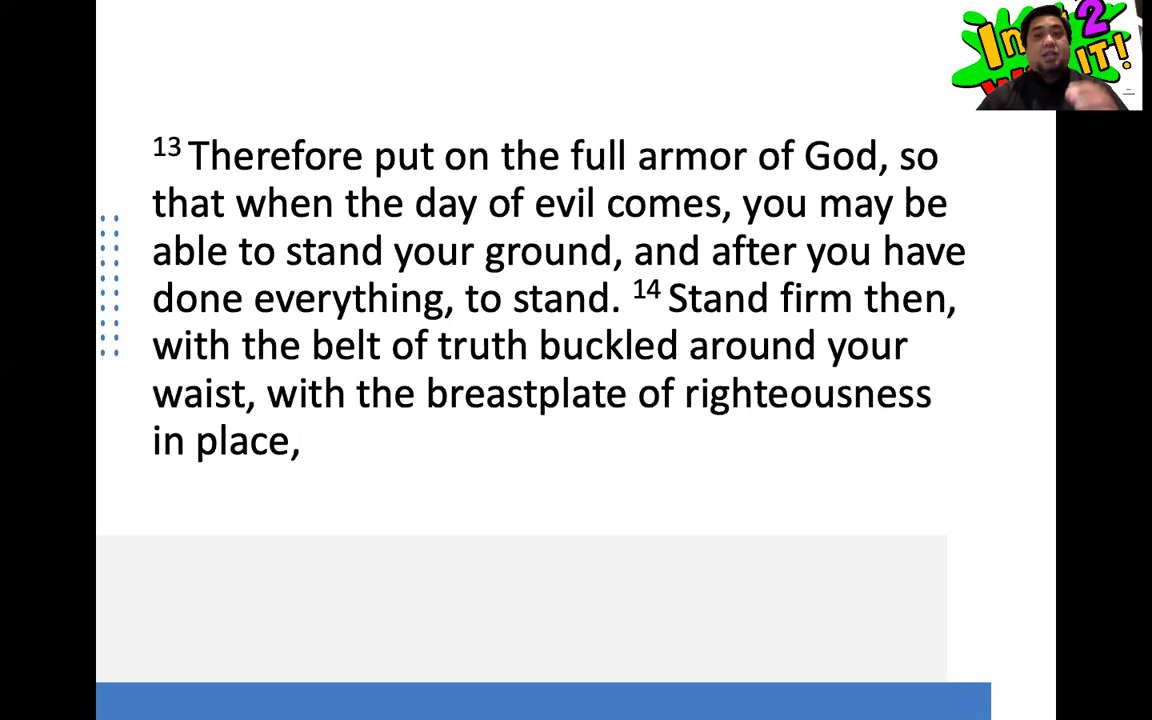 In 2
IT!
13 Therefore put on the full armor of God, so
that when the day of evil comes, you may be
able to stand your ground, and after you have
done everything, to stand. 14 Stand firm then,
with the belt of truth buckled around your
waist, with the breastplate of righteousness
in place,